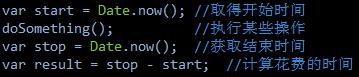 var start = Date.now(); //取得开始时间
doSomething();          //执行某些操作
var stop = Date.now(); //获取结束时间
var result = stop - start;  //计算花费的时间